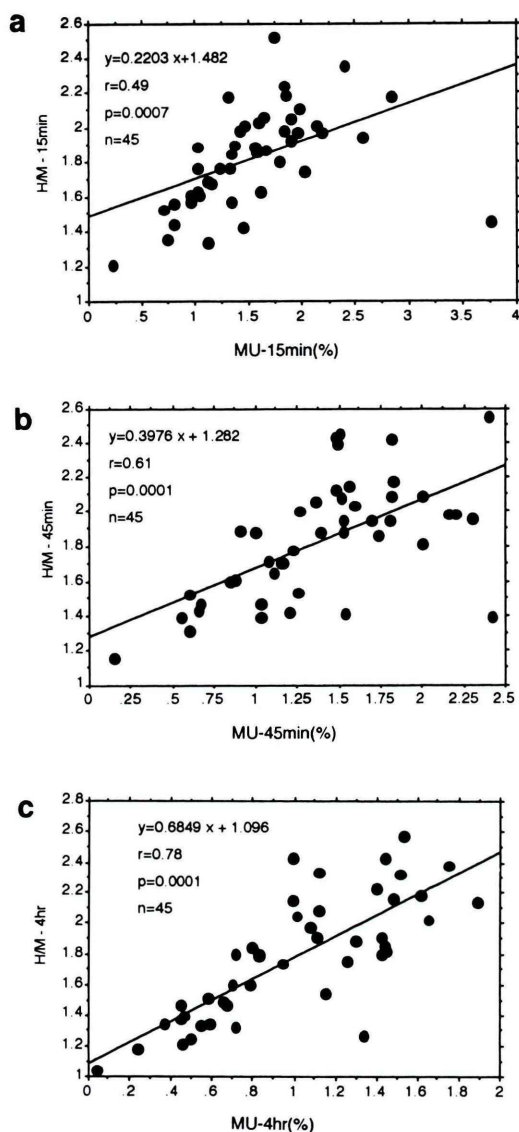 a
2.6
2.4
2.2
2
1.8
1.6
1.4
1.2
1
H/M - 15min
y=0.2203 x+1.482
r=0.49
p=0.0007
n=45
0 .5 1 1.5 2 2.5 3 3.5 4
MU-15min(%)
b
2.6
2.4
2.2
2
1.8
1.6
1.4
1.2
1
H/M - 45min
y=0.3976 x + 1.282
r=0.61
p=0.0001
n=45
0 .25 .5 .75 1 1.25 1.5 1.75 2 2.25 2.5
MU-45min(%)
c
2.8
2.6
2.4
2.2
2
1.8
1.6
1.4
1.2
1
H/M - 4hr
y=0.6849 x + 1.096
r=0.78
p=0.0001
n=45
0 .2 .4 .6 .8 1 1.2 1.4 1.6 1.8 2
MU-4hr(%)